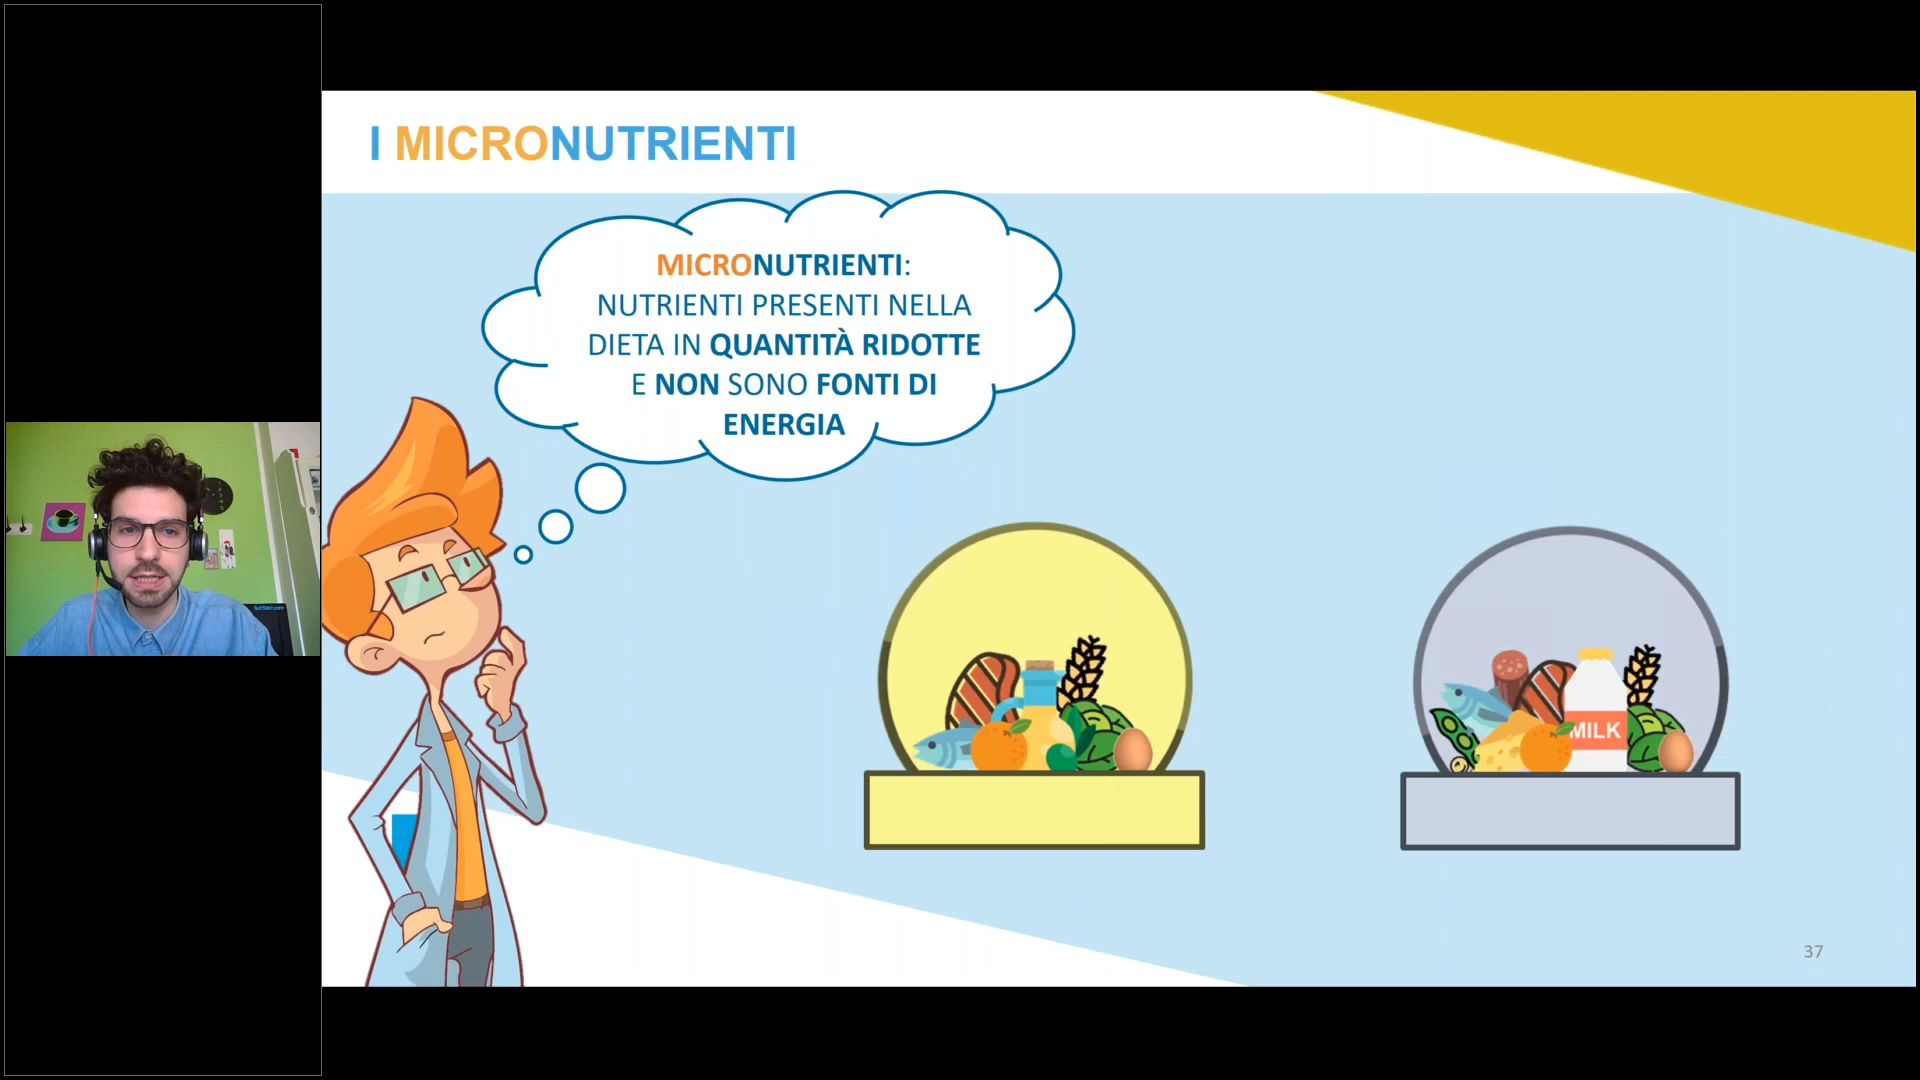 I MICRONUTRIENTI
MICRONUTRIENTI:
NUTRIENTI PRESENTI NELLA
DIETA IN QUANTITÀ RIDOTTE
E NON SONO FONTI DI
ENERGIA
MILK
37